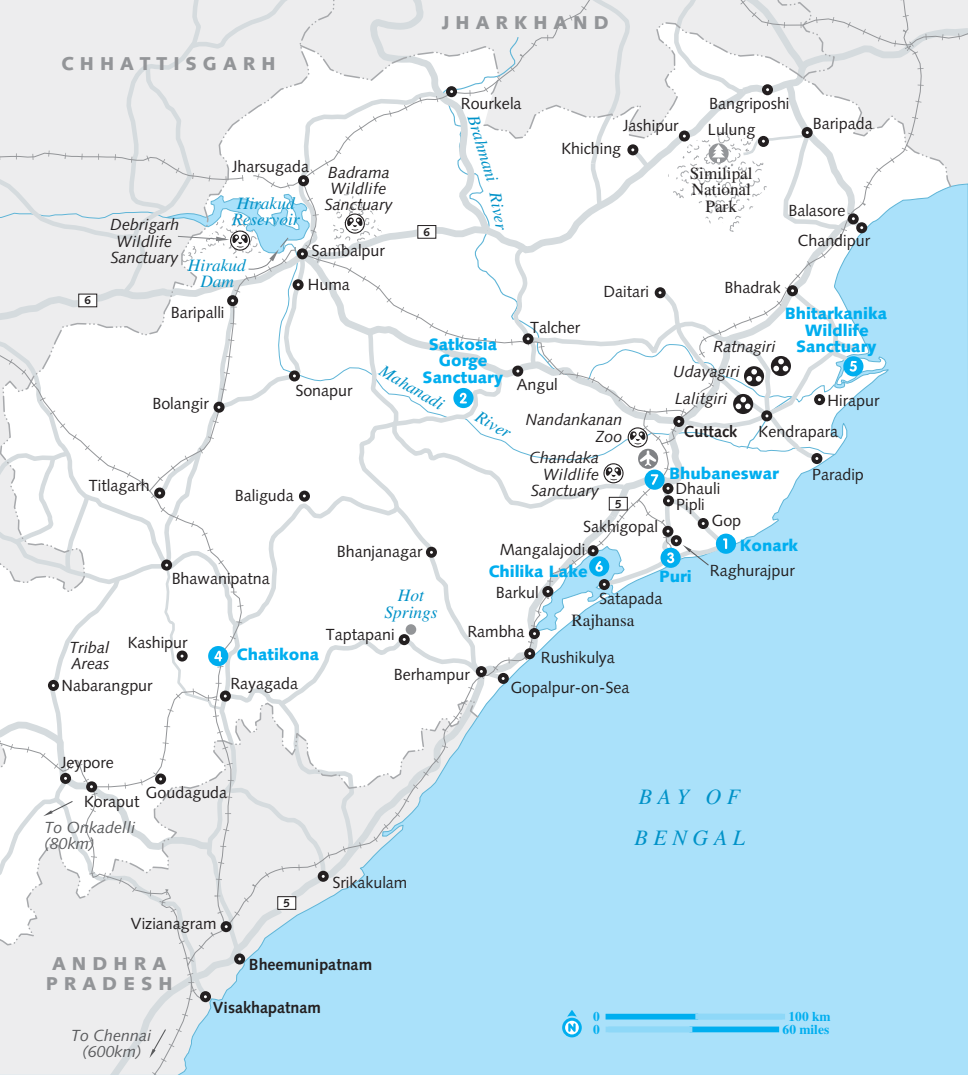 JHARKHAND
CHHATTISGARH
Rourkela
Bangriposhi
Jashipur
Lulung
Baripada
Khiching
Brahmani River
Similipal
National
Park
Jharsugada
Badrama
Wildlife
Sanctuary
Hirakud
Reservoir
Debrigarh
Wildlife
Sanctuary
Balasore
Chandipur
6
Sambalpur
Hirakud
Dam
Huma
6
Baripalli
Daitari
Bhadrak
Bhitarkanika
Wildlife
Sanctuary
5
Talcher
Satkosia
Gorge
Sanctuary
2
Ratnagiri
Udayagiri
Lalitgiri
Angul
Mahanadi
River
Sonapur
Bolangir
Hirapur
Nandankanan
Zoo
Cuttack
Kendrapara
Chandaka
Wildlife
Sanctuary
Paradip
7
Bhubaneswar
Titlagarh
Baliguda
Dhauli
Pipli
5
Gop
Sakhigopal
1
Konark
Bhanjanagar
Mangalajodi
3
Puri
Raghurajpur
Chilika Lake
6
Bhawanipatna
Barkul
Satapada
Hot
Springs
Rajhansa
Taptapani
Rambha
Kashipur
Tribal
Areas
4
Chatikona
Rushikulya
Berhampur
Nabarangpur
Rayagada
Gopalpur-on-Sea
Jeypore
Koraput
Goudaguda
BAY OF
BENGAL
To Onkadelli
(80km)
Srikakulam
5
Vizianagram
ANDHRA
PRADESH
Bheemunipatnam
Visakhapatnam
To Chennai
(600km)
N
0
100 km
0
60 miles